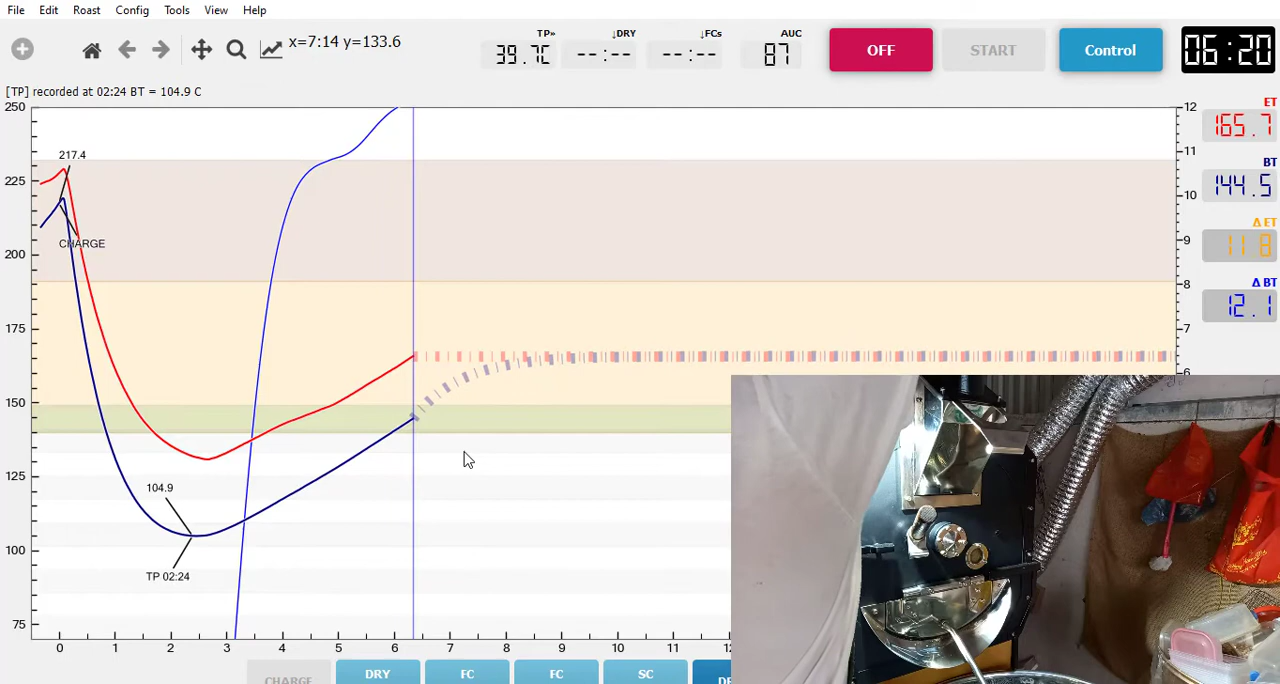 File Edit Roast Config Tools View Help
x=7:14 y=133.6
TP» ↓DRY ↓FCs AUC
39.7C --:-- --:-- 87
OFF START Control 06:20
[TP] recorded at 02:24 BT = 104.9 C
ET
165.7
BT
144.5
Δ ET
11.8
Δ BT
12.1
250
225
200
175
150
125
100
75
12
11
10
9
8
7
6
217.4
CHARGE
104.9
TP 02:24
0 1 2 3 4 5 6 7 8 9 10 11 12
CHARGE DRY FC FC SC